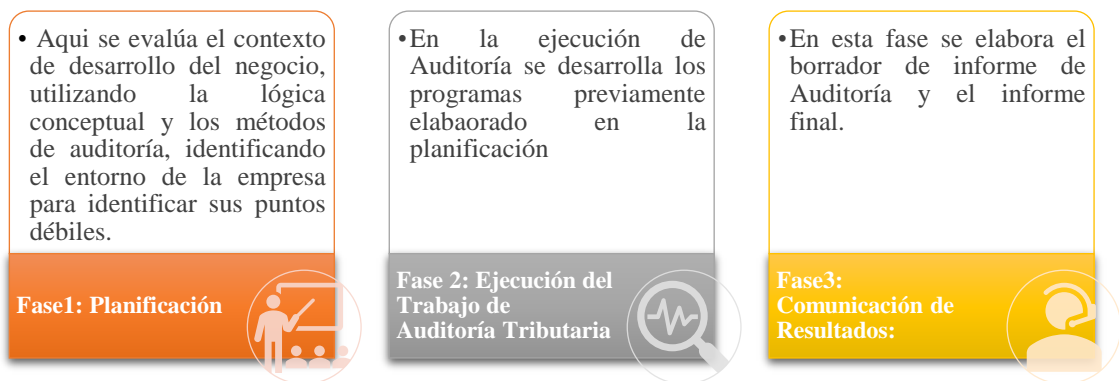 • Aqui se evalúa el contexto
de desarrollo del negocio,
utilizando la lógica
conceptual y los métodos
de auditoría, identificando
el entorno de la empresa
para identificar sus puntos
débiles.
Fase1: Planificación
•En la ejecución de
Auditoría se desarrolla los
programas previamente
elabaorado en la
planificación
Fase 2: Ejecución del
Trabajo de
Auditoría Tributaria
•En esta fase se elabora el
borrador de informe de
Auditoría y el informe
final.
Fase3:
Comunicación de
Resultados: